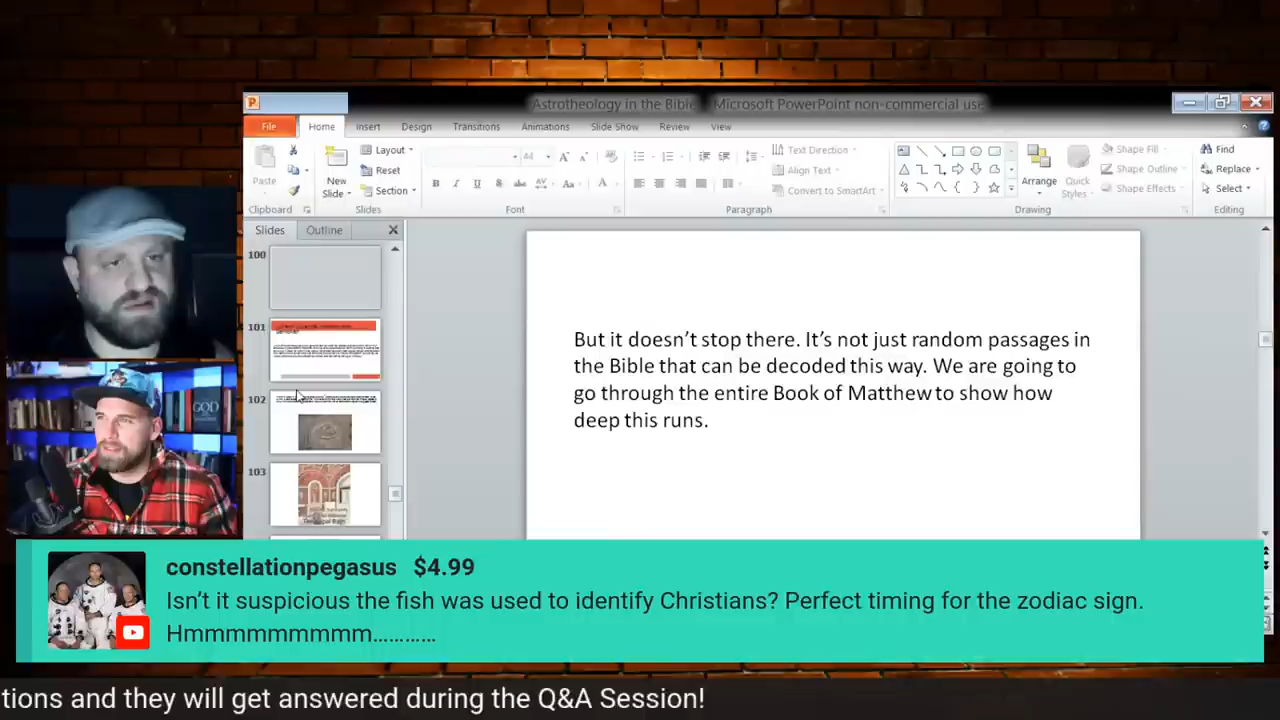 Astrotheology in the Bible - Microsoft PowerPoint non-commercial use
File Home Insert Design Transitions Animations Slide Show Review View
Paste
New Slide
Layout
Reset
Section
44
Text Direction
Align Text
Convert to SmartArt
Arrange
Quick Styles
Shape Fill
Shape Outline
Shape Effects
Find
Replace
Select
Clipboard Slides Font Paragraph Drawing Editing
Slides Outline
100
101
102
103
GOD
But it doesn’t stop there. It’s not just random passages in
the Bible that can be decoded this way. We are going to
go through the entire Book of Matthew to show how
deep this runs.
constellationpegasus $4.99
Isn’t it suspicious the fish was used to identify Christians? Perfect timing for the zodiac sign.
Hmmmmmmmmm…………
tions and they will get answered during the Q&A Session!